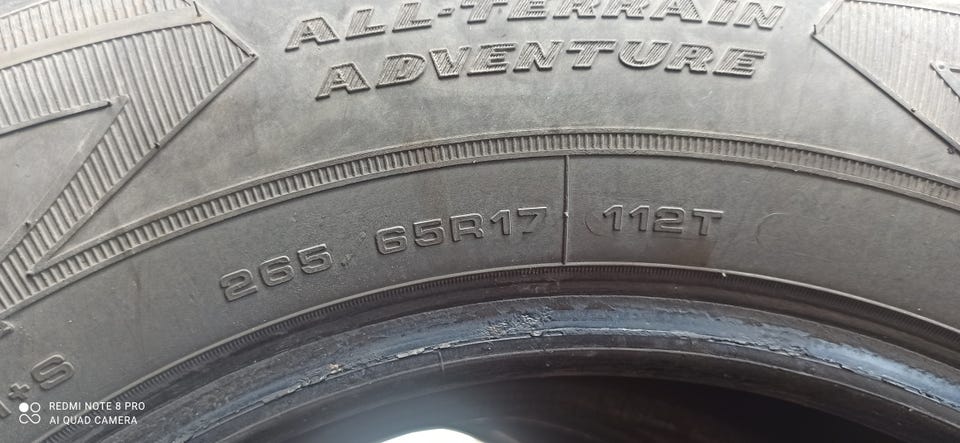 ALL-TERRAIN
ADVENTURE
265 65R17 112T
+S
REDMI NOTE 8 PRO
AI QUAD CAMERA